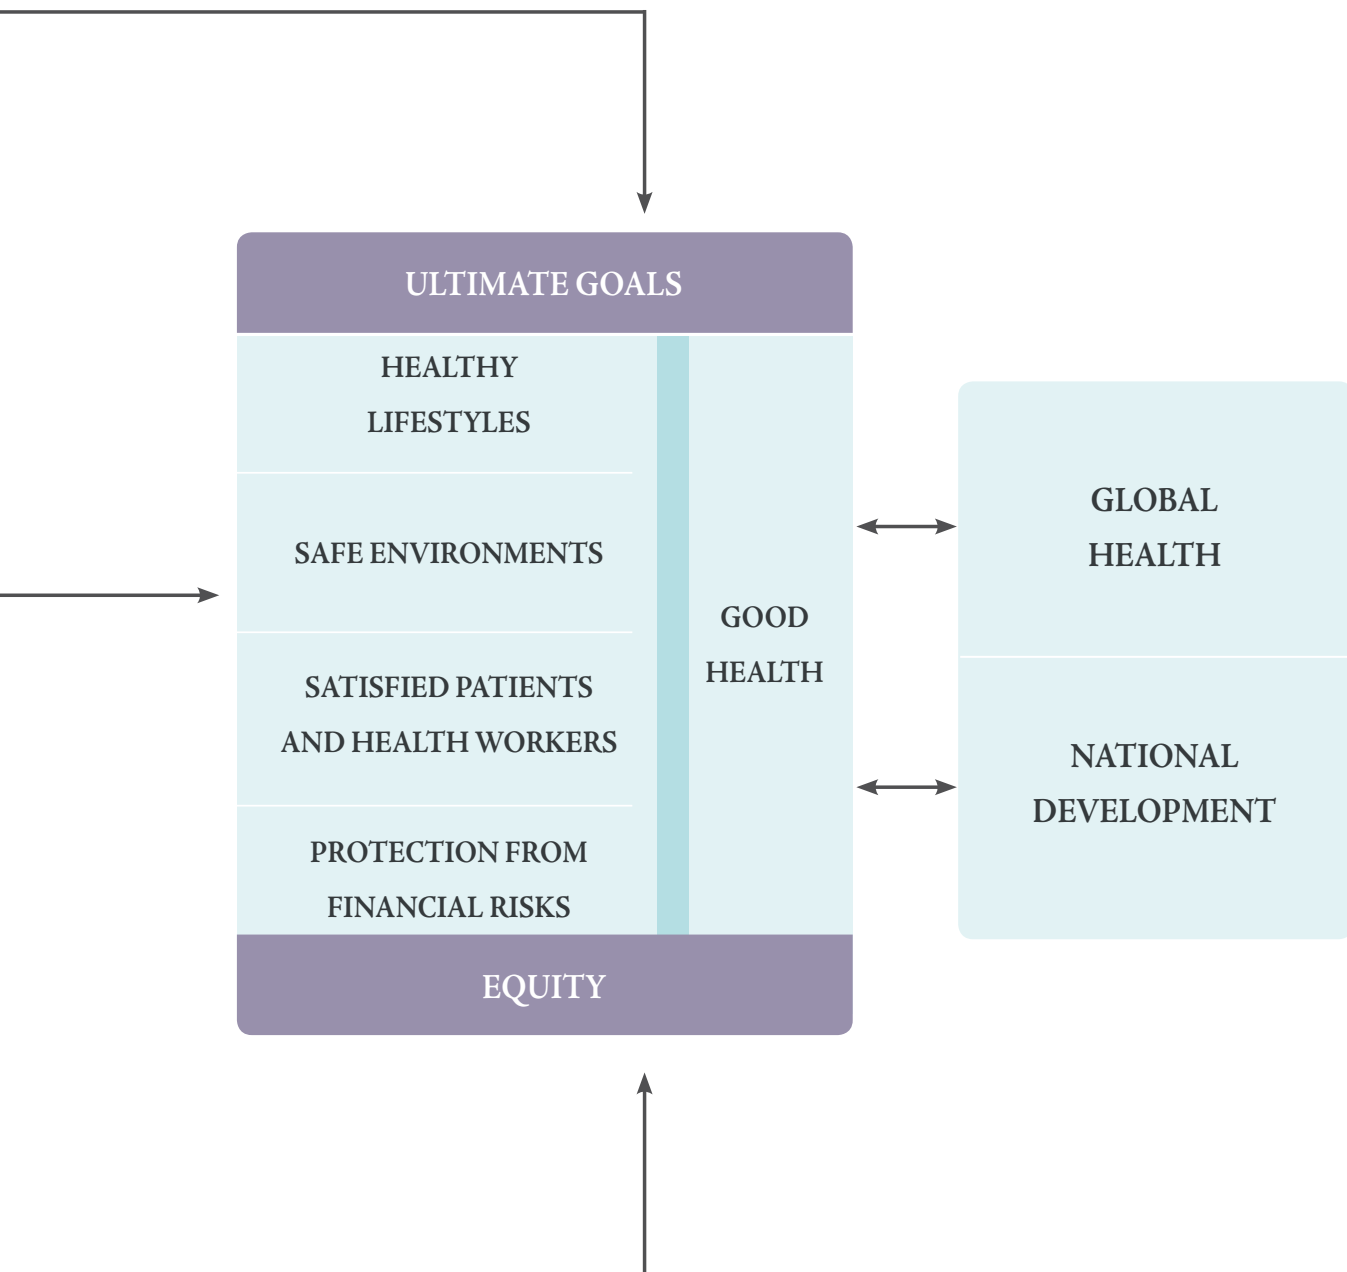 ULTIMATE GOALS
HEALTHY
LIFESTYLES
SAFE ENVIRONMENTS
SATISFIED PATIENTS
AND HEALTH WORKERS
PROTECTION FROM
FINANCIAL RISKS
GOOD
HEALTH
EQUITY
GLOBAL
HEALTH
NATIONAL
DEVELOPMENT